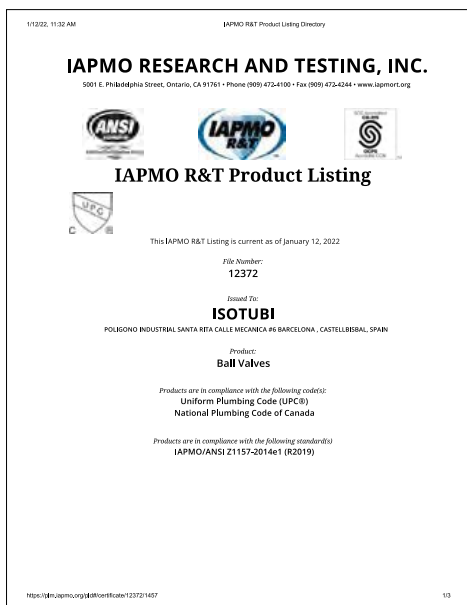 1/12/22, 11:32 AM IAPMO R&T Product Listing Directory
IAPMO RESEARCH AND TESTING, INC.
5001 E. Philadelphia Street, Ontario, CA 91761 • Phone (909) 472-4100 • Fax (909) 472-4244 • www.iapmort.org
ANSI
IAPMO
R&T®
IAPMO R&T Product Listing
UPC
C ®
This IAPMO R&T Listing is current as of January 12, 2022
File Number:
12372
Issued To:
ISOTUBI
POLIGONO INDUSTRIAL SANTA RITA CALLE MECANICA #6 BARCELONA , CASTELLBISBAL, SPAIN
Product:
Ball Valves
Products are in compliance with the following code(s):
Uniform Plumbing Code (UPC®)
National Plumbing Code of Canada
Products are in compliance with the following standard(s)
IAPMO/ANSI Z1157-2014e1 (R2019)
https://plm.iapmo.org/pld#/certificate/12372/1457 1/3